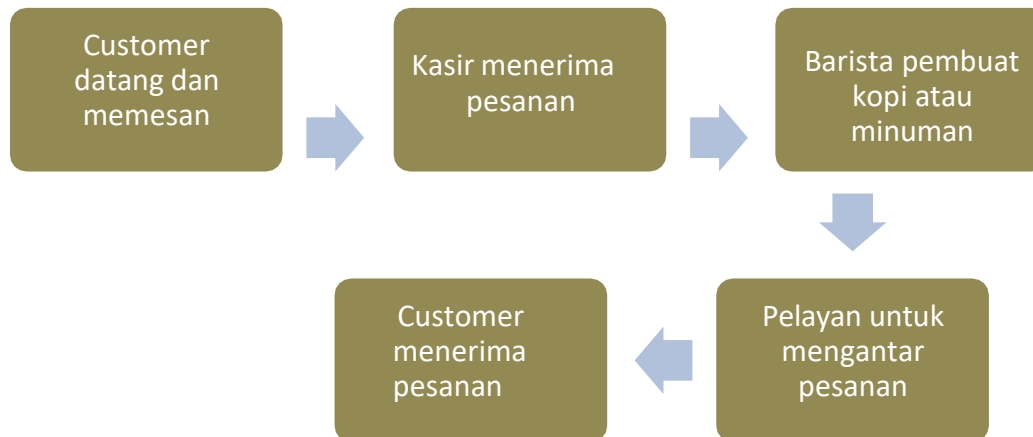 Customer
datang dan
memesan
Kasir menerima
pesanan
Barista pembuat
kopi atau
minuman
Pelayan untuk
mengantar
pesanan
Customer
menerima
pesanan